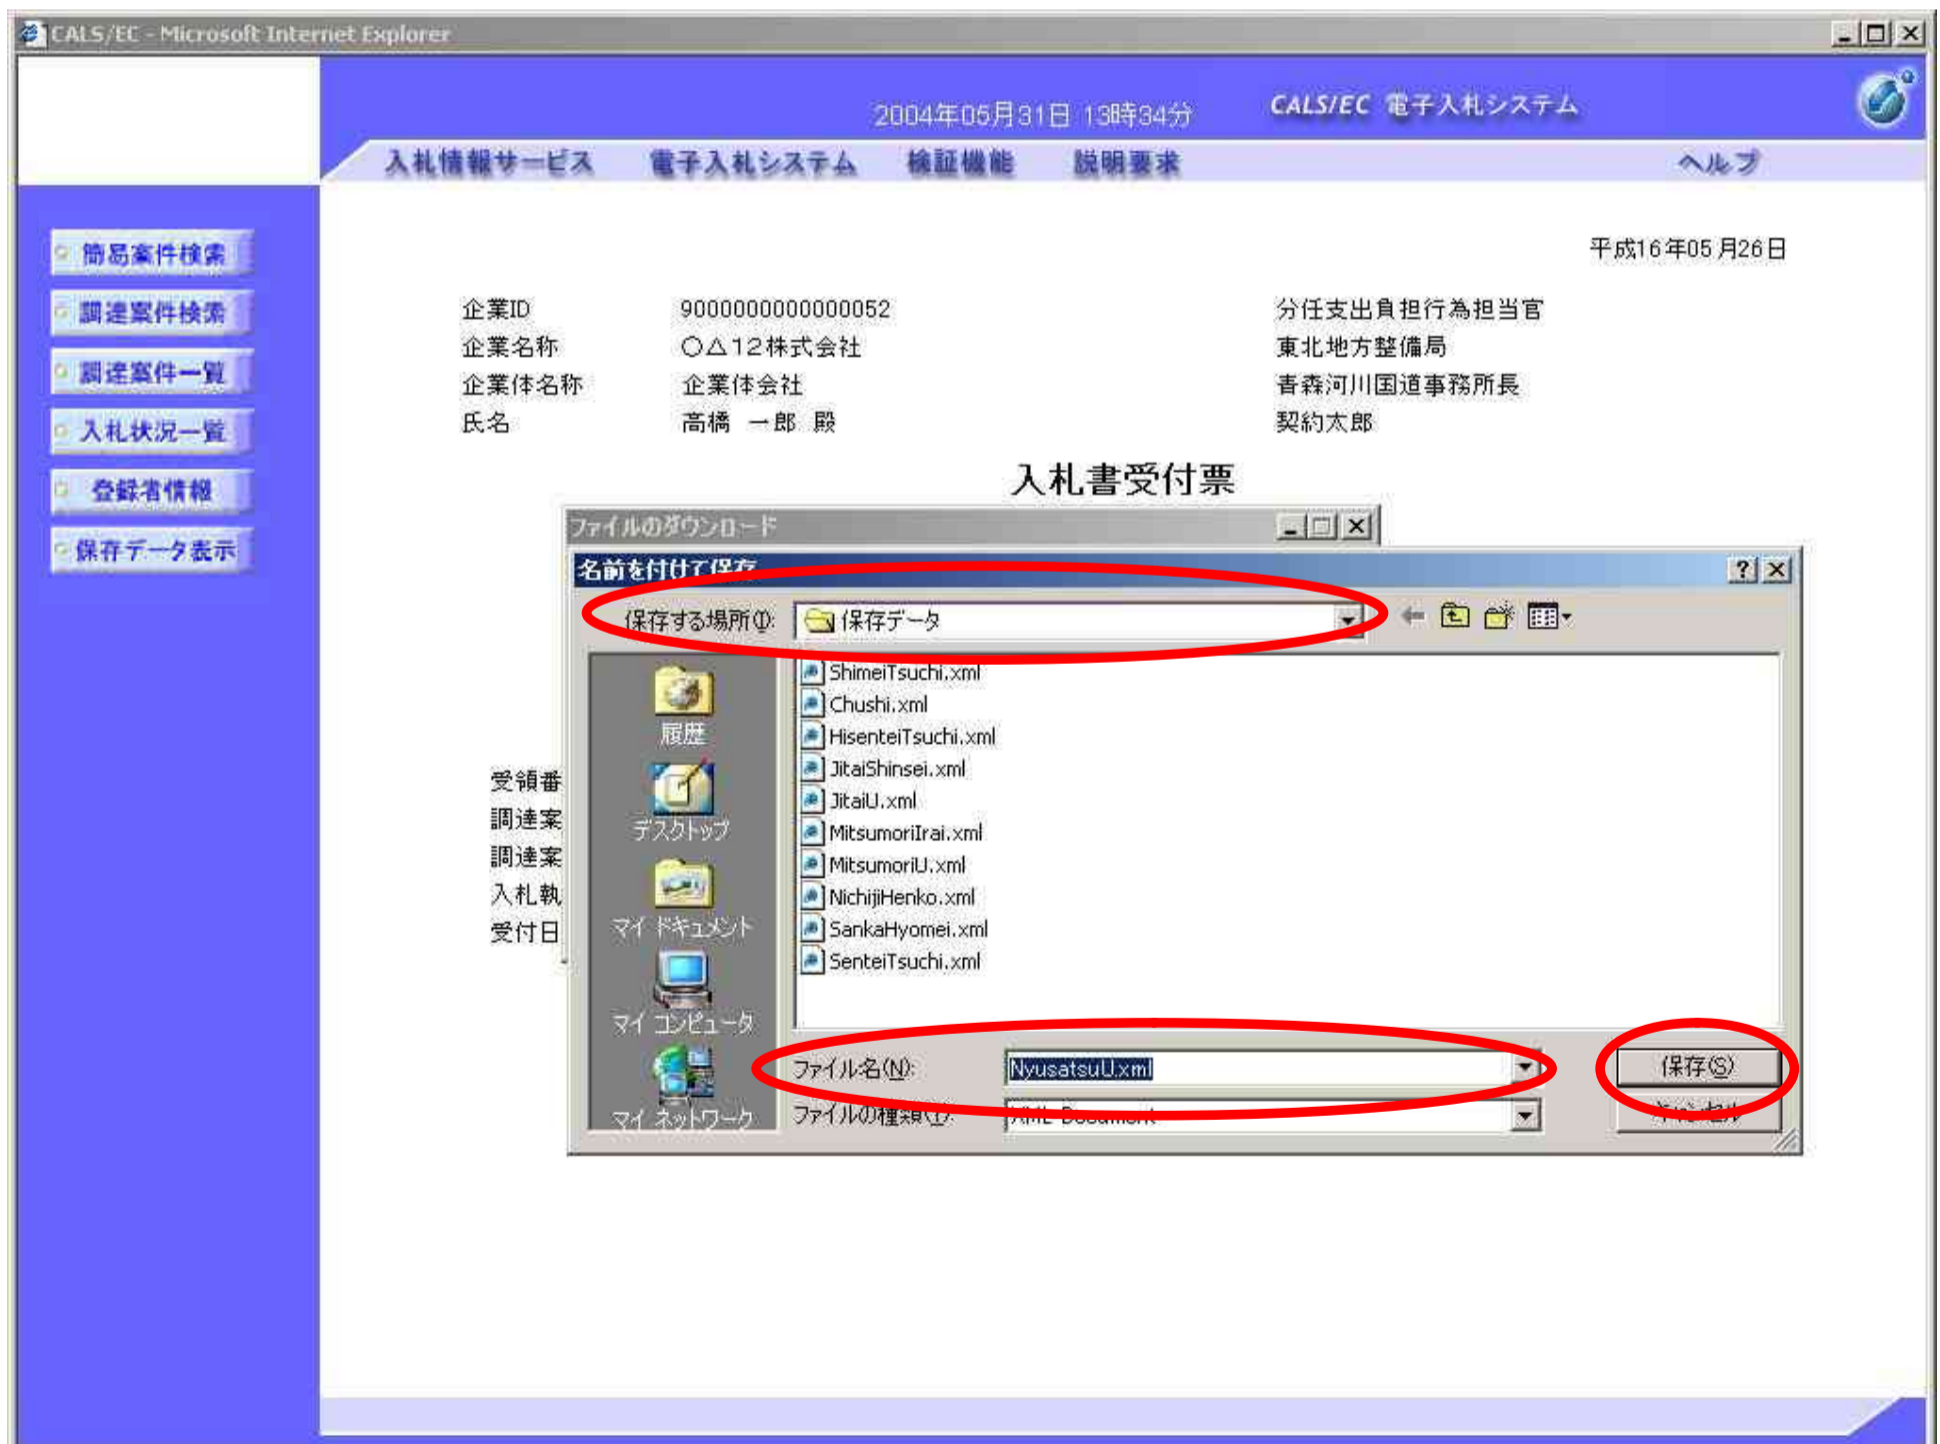 CALS/EC - Microsoft Internet Explorer
2004年05月31日 13時34分
CALS/EC 電子入札システム
入札情報サービス 電子入札システム 検証機能 説明要求 ヘルプ
簡易案件検索
調達案件検索
調達案件一覧
入札状況一覧
登録者情報
保存データ表示
平成16年05月26日
企業ID 9000000000000052
企業名称 ○△12株式会社
企業体名称 企業体会社
氏名 高橋 一郎 殿
分任支出負担行為担当官
東北地方整備局
青森河川国道事務所長
契約太郎
入札書受付票
受領番
調達案
調達案
入札執
受付日
ファイルのダウンロード
名前を付けて保存
保存する場所(I): 保存データ
履歴
デスクトップ
マイ ドキュメント
マイ コンピュータ
マイ ネットワーク
ShimeiTsuchi.xml
Chushi.xml
HisenteiTsuchi.xml
JitaiShinsei.xml
JitaiU.xml
MitsumoriIrai.xml
MitsumoriU.xml
NichijiHenko.xml
SankaHyomei.xml
SenteiTsuchi.xml
ファイル名(N): NyusatsuU.xml 保存(S)
ファイルの種類(T): XML Document キャンセル